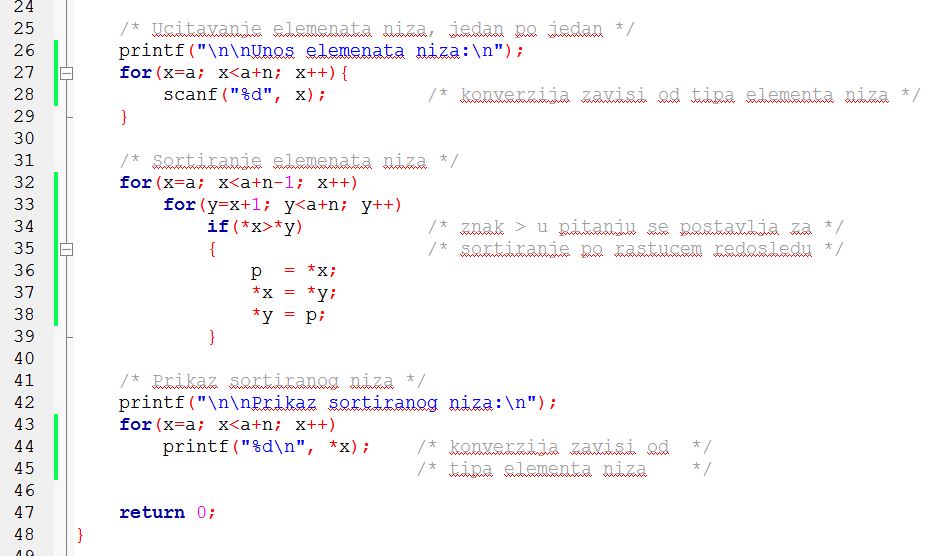 24
25 /* Ucitavanje elemenata niza, jedan po jedan */
26 printf("\n\nUnos elemenata niza:\n");
27 for(x=a; x<a+n; x++){
28 scanf("%d", x); /* konverzija zavisi od tipa elementa niza */
29 }
30
31 /* Sortiranje elemenata niza */
32 for(x=a; x<a+n-1; x++)
33 for(y=x+1; y<a+n; y++)
34 if(*x>*y) /* znak > u pitanju se postavlja za */
35 { /* sortiranje po rastucem redosledu */
36 p = *x;
37 *x = *y;
38 *y = p;
39 }
40
41 /* Prikaz sortiranog niza */
42 printf("\n\nPrikaz sortiranog niza:\n");
43 for(x=a; x<a+n; x++)
44 printf("%d\n", *x); /* konverzija zavisi od */
45 /* tipa elementa niza */
46
47 return 0;
48 }
49